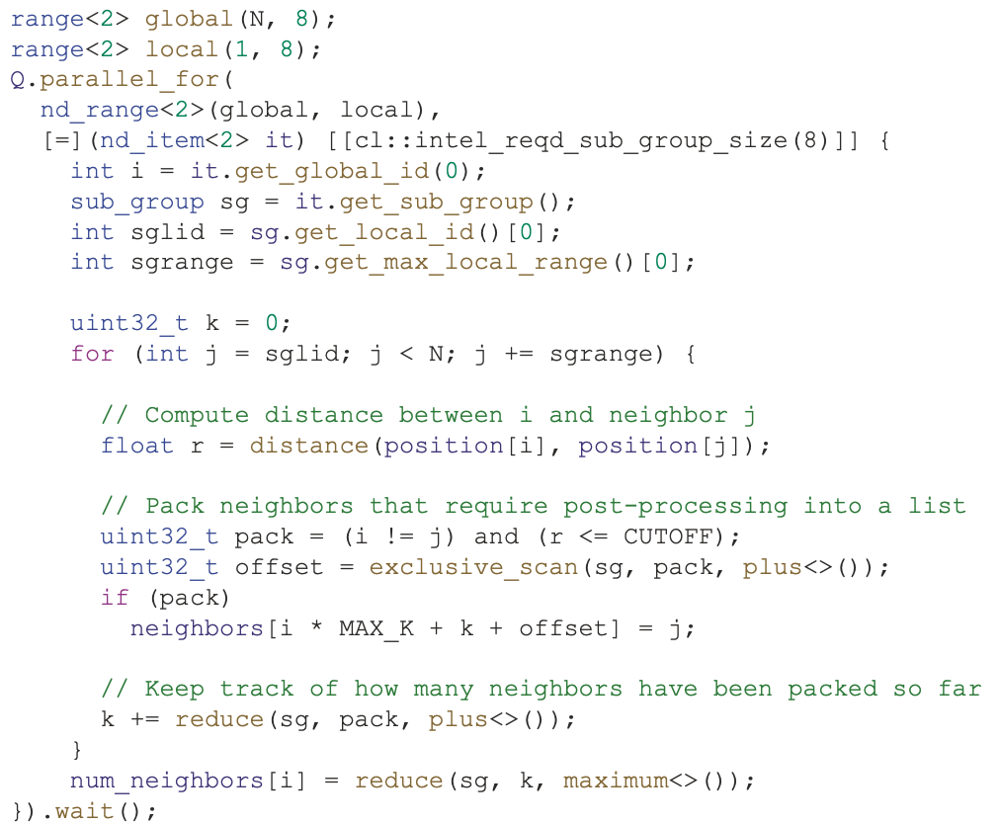 range<2> global(N, 8);
range<2> local(1, 8);
Q.parallel_for(
  nd_range<2>(global, local),
  [=](nd_item<2> it) [[cl::intel_reqd_sub_group_size(8)]] {
    int i = it.get_global_id(0);
    sub_group sg = it.get_sub_group();
    int sglid = sg.get_local_id()[0];
    int sgrange = sg.get_max_local_range()[0];

    uint32_t k = 0;
    for (int j = sglid; j < N; j += sgrange) {

      // Compute distance between i and neighbor j
      float r = distance(position[i], position[j]);

      // Pack neighbors that require post-processing into a list
      uint32_t pack = (i != j) and (r <= CUTOFF);
      uint32_t offset = exclusive_scan(sg, pack, plus<>());
      if (pack)
        neighbors[i * MAX_K + k + offset] = j;

      // Keep track of how many neighbors have been packed so far
      k += reduce(sg, pack, plus<>());
    }
    num_neighbors[i] = reduce(sg, k, maximum<>());
}).wait();